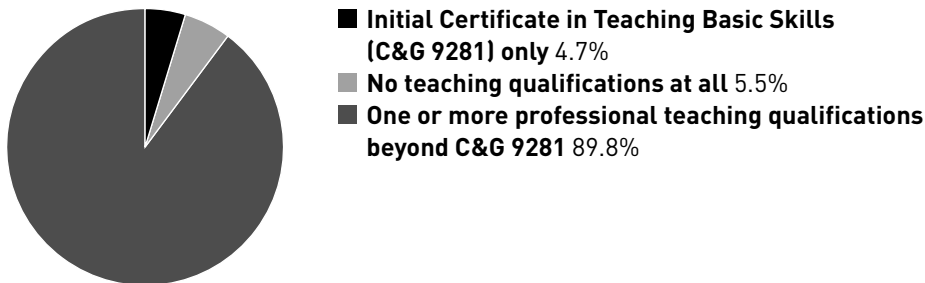 Initial Certificate in Teaching Basic Skills
(C&G 9281) only 4.7%
No teaching qualifications at all 5.5%
One or more professional teaching qualifications
beyond C&G 9281 89.8%